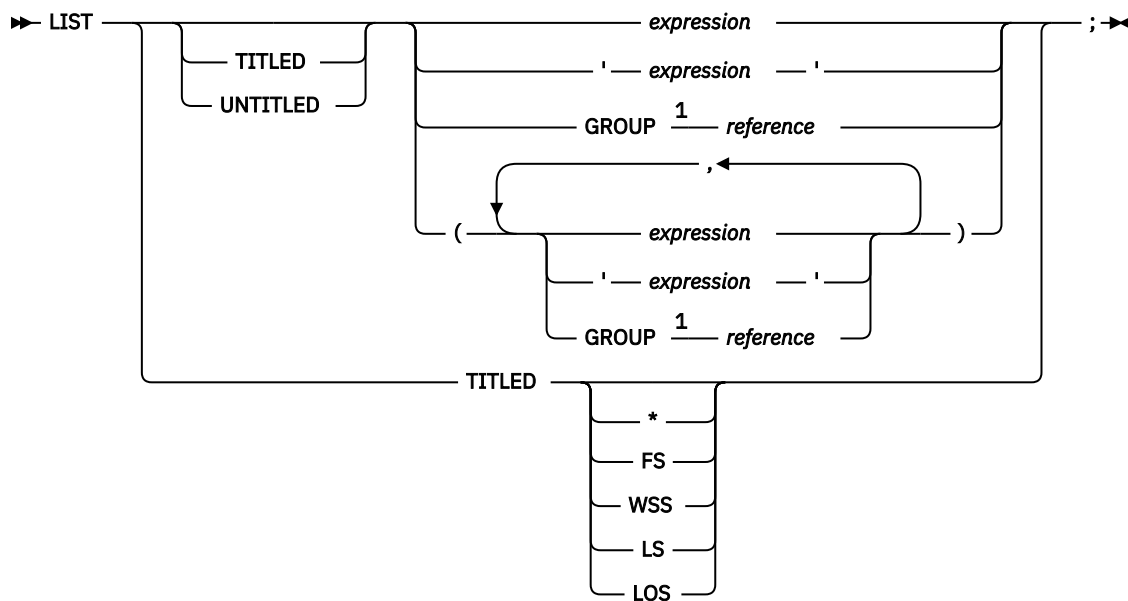 LIST expression ;
TITLED ' expression '
UNTITLED
GROUP 1 reference
,
( expression )
' expression '
GROUP 1 reference
TITLED
*
FS
WSS
LS
LOS